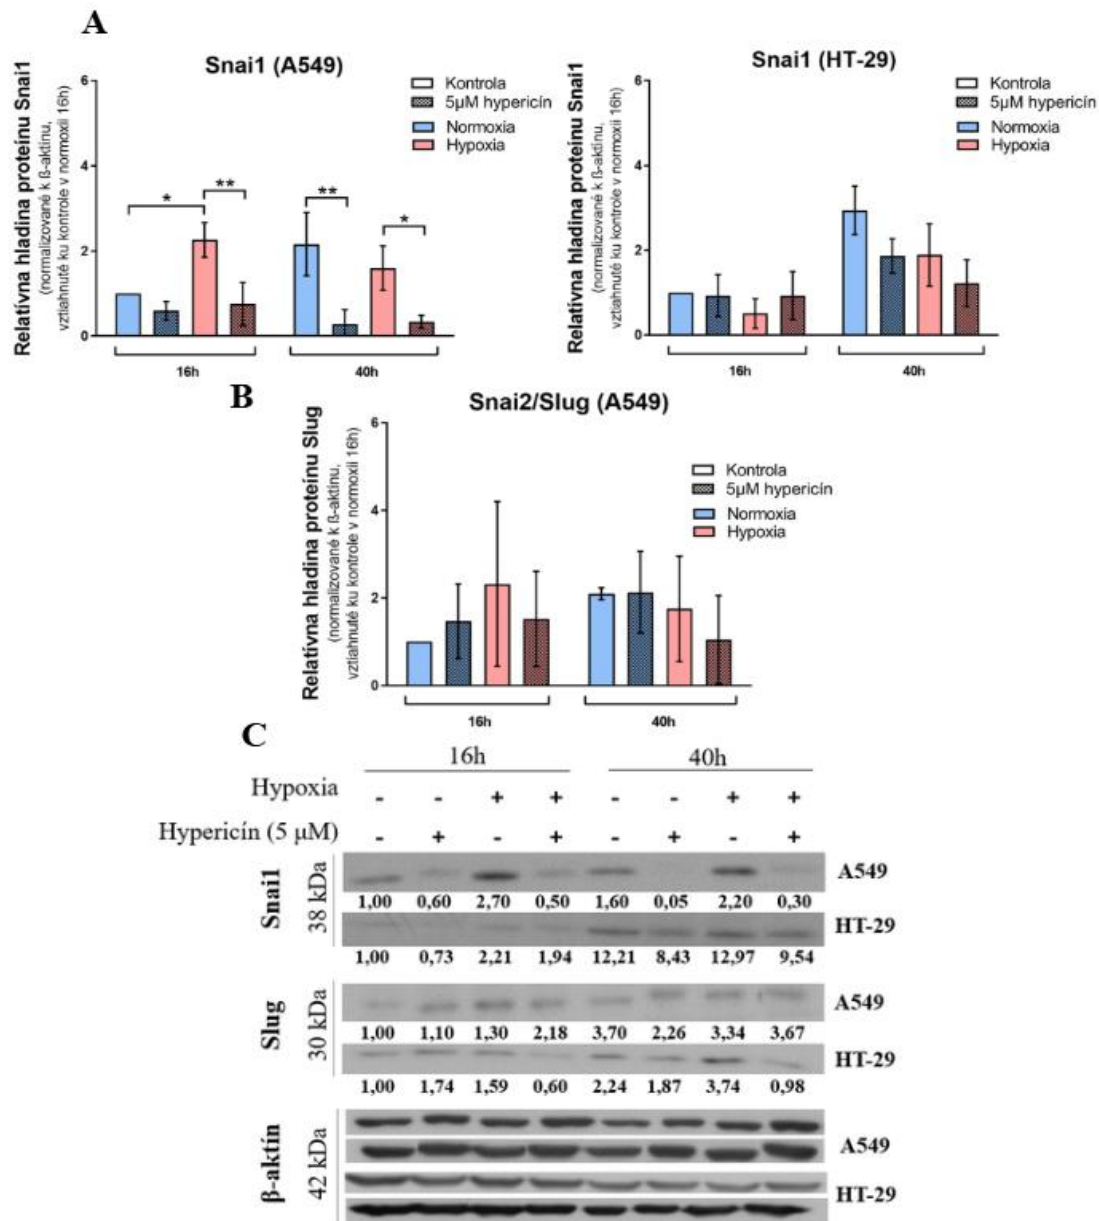 A
Snai1 (A549)
Relatívna hladina proteínu Snai1
(normalizované k ß-aktínu,
vztiahnuté ku kontrole v normoxii 16h)
6
4
2
0
Kontrola
5µM hypericín
Normoxia
Hypoxia
*
**
**
*
16h
40h
Snai1 (HT-29)
Relatívna hladina proteínu Snai1
(normalizované k ß-aktínu,
vztiahnuté ku kontrole v normoxii 16h)
6
4
2
0
Kontrola
5µM hypericín
Normoxia
Hypoxia
16h
40h
B
Snai2/Slug (A549)
Relatívna hladina proteínu Slug
(normalizované k ß-aktínu,
vztiahnuté ku kontrole v normoxii 16h)
6
4
2
0
Kontrola
5µM hypericín
Normoxia
Hypoxia
16h
40h
C
16h 40h
Hypoxia - - + + - - + +
Hypericín (5 µM) - + - + - + - +
Snai1
38 kDa
A549
1,00 0,60 2,70 0,50 1,60 0,05 2,20 0,30
HT-29
1,00 0,73 2,21 1,94 12,21 8,43 12,97 9,54
Slug
30 kDa
A549
1,00 1,10 1,30 2,18 3,70 2,26 3,34 3,67
HT-29
1,00 1,74 1,59 0,60 2,24 1,87 3,74 0,98
β-aktín
42 kDa
A549
HT-29